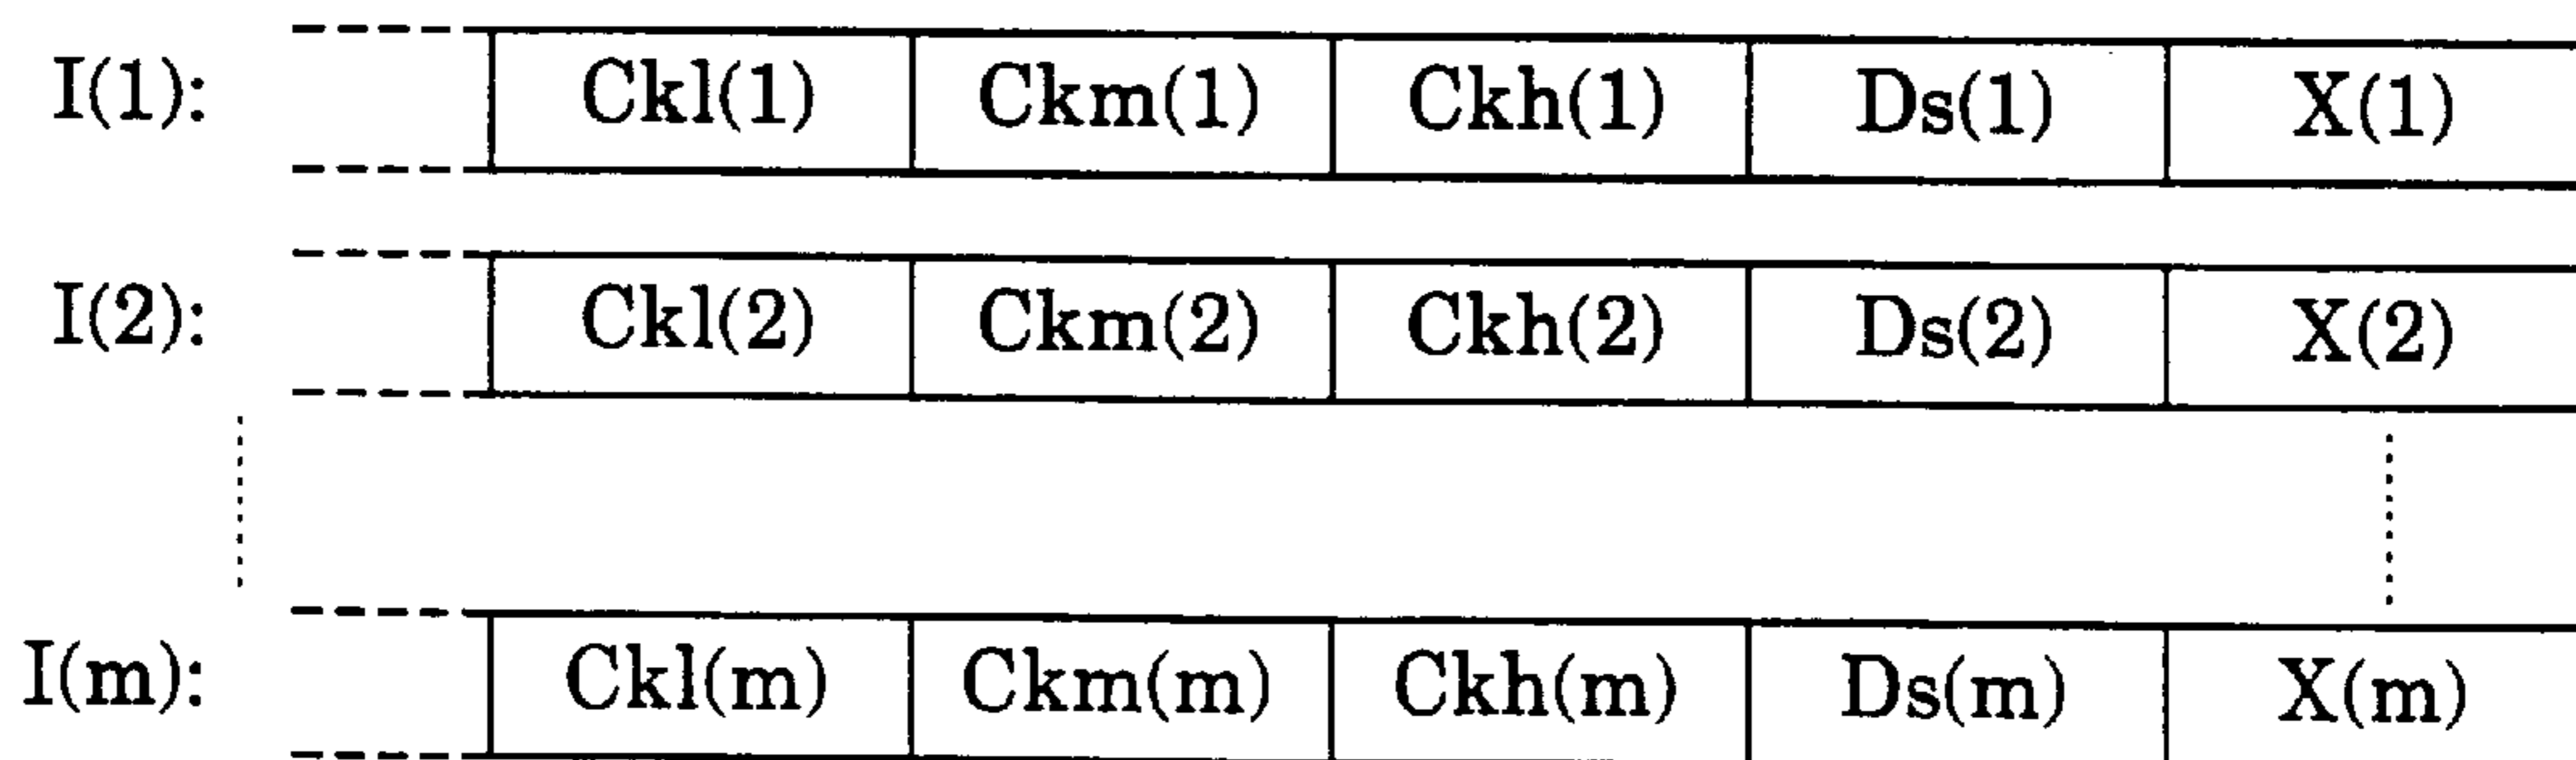 I(1): Ckl(1) Ckm(1) Ckh(1) Ds(1) X(1)
I(2): Ckl(2) Ckm(2) Ckh(2) Ds(2) X(2)
I(m): Ckl(m) Ckm(m) Ckh(m) Ds(m) X(m)